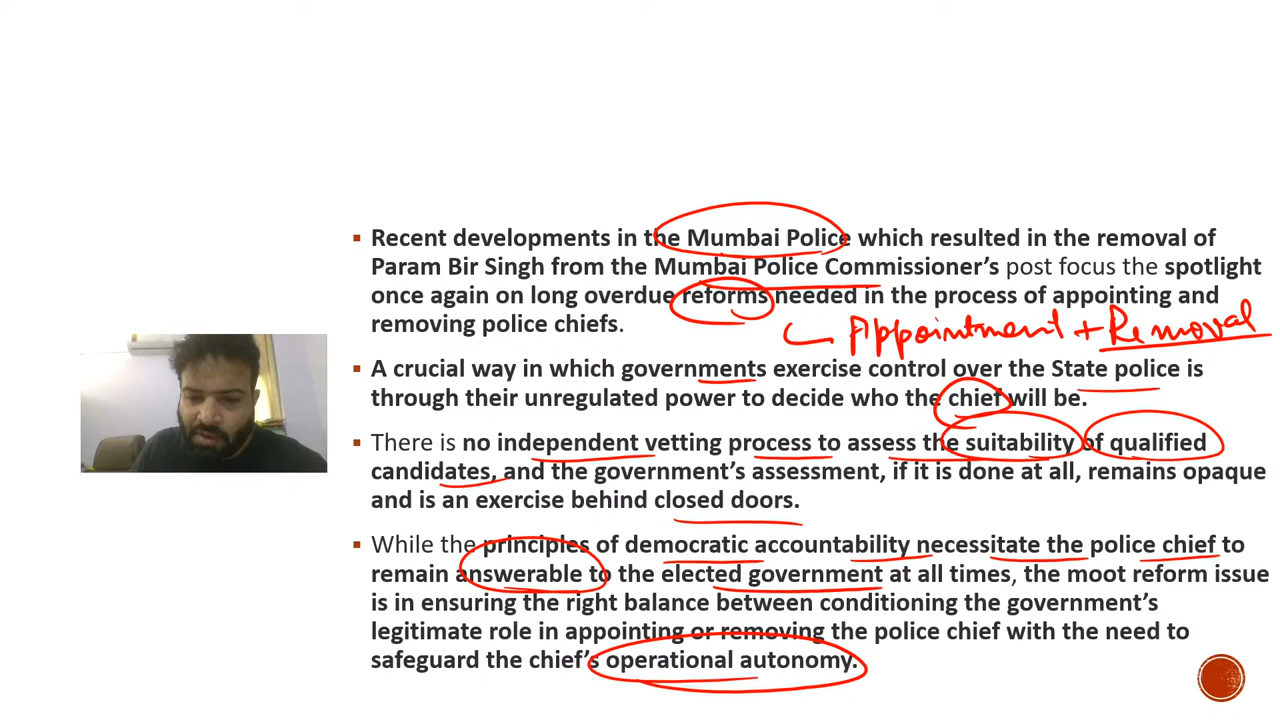 Recent developments in the Mumbai Police which resulted in the removal of
Param Bir Singh from the Mumbai Police Commissioner’s post focus the spotlight
once again on long overdue reforms needed in the process of appointing and
removing police chiefs.
Appointment + Removal
A crucial way in which governments exercise control over the State police is
through their unregulated power to decide who the chief will be.
There is no independent vetting process to assess the suitability of qualified
candidates, and the government’s assessment, if it is done at all, remains opaque
and is an exercise behind closed doors.
While the principles of democratic accountability necessitate the police chief to
remain answerable to the elected government at all times, the moot reform issue
is in ensuring the right balance between conditioning the government’s
legitimate role in appointing or removing the police chief with the need to
safeguard the chief’s operational autonomy.